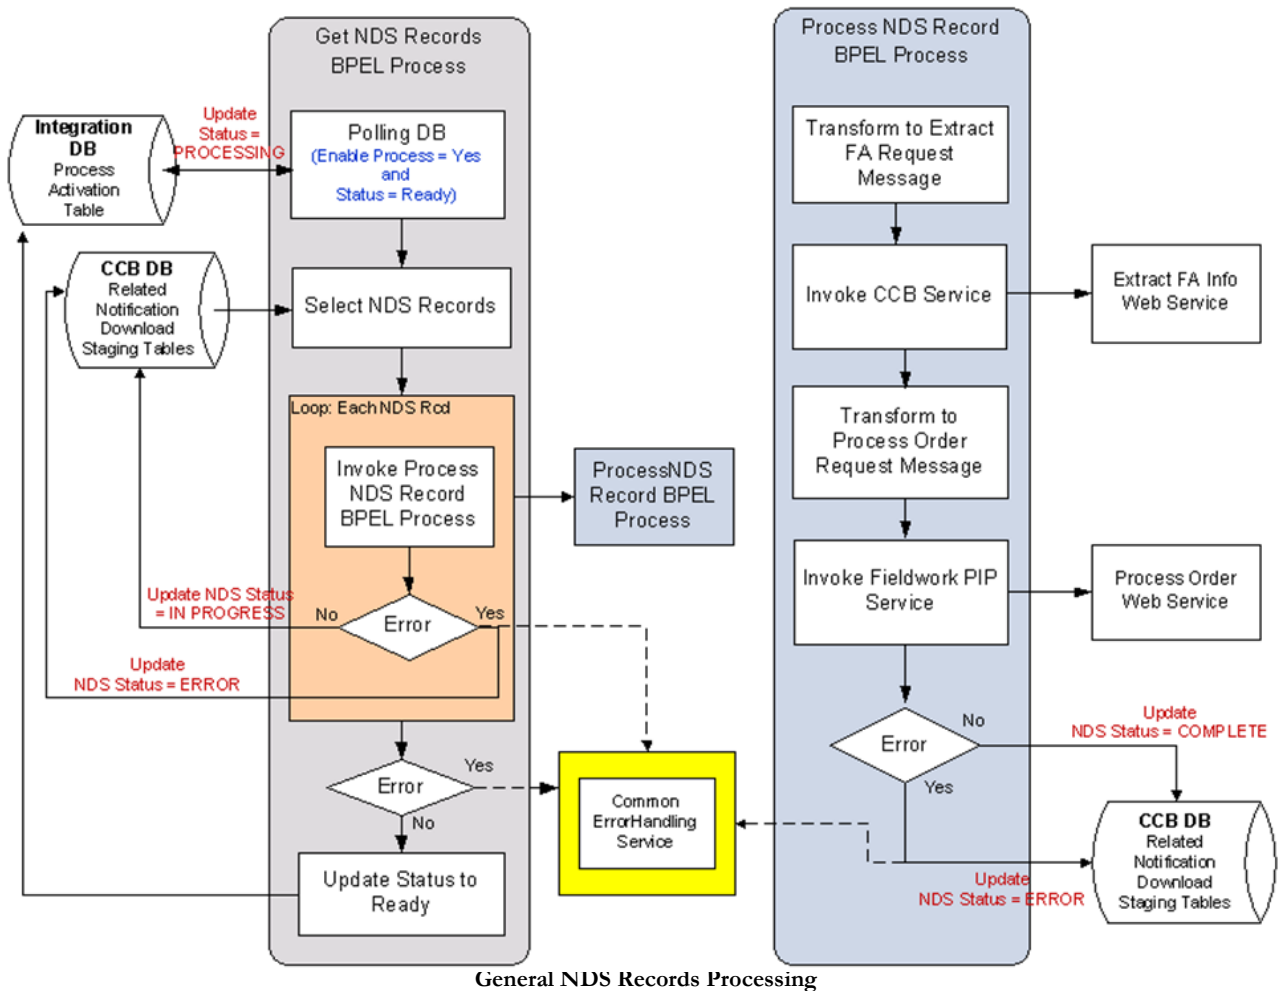 Get NDS Records
BPEL Process
Process NDS Record
BPEL Process
Integration
DB
Process
Activation
Table
Update
Status =
PROCESSING
Polling DB
(Enable Process = Yes
and
Status = Ready)
Transform to Extract
FA Request
Message
CCB DB
Related
Notification
Download
Staging Tables
Select NDS Records
Invoke CCB Service
Extract FA Info
Web Service
Loop: Each NDS Rcd
Invoke Process
NDS Record
BPEL Process
ProcessNDS
Record BPEL
Process
Transform to
Process Order
Request Message
Update NDS Status
= IN PROGRESS
No
Error
Yes
Invoke Fieldwork PIP
Service
Process Order
Web Service
Update
NDS Status = ERROR
Error
Yes
No
Common
ErrorHandling
Service
Error
No
Yes
Update
NDS Status = COMPLETE
CCB DB
Related
Notification
Download
Staging Tables
Update Status to
Ready
Update
NDS Status = ERROR
General NDS Records Processing